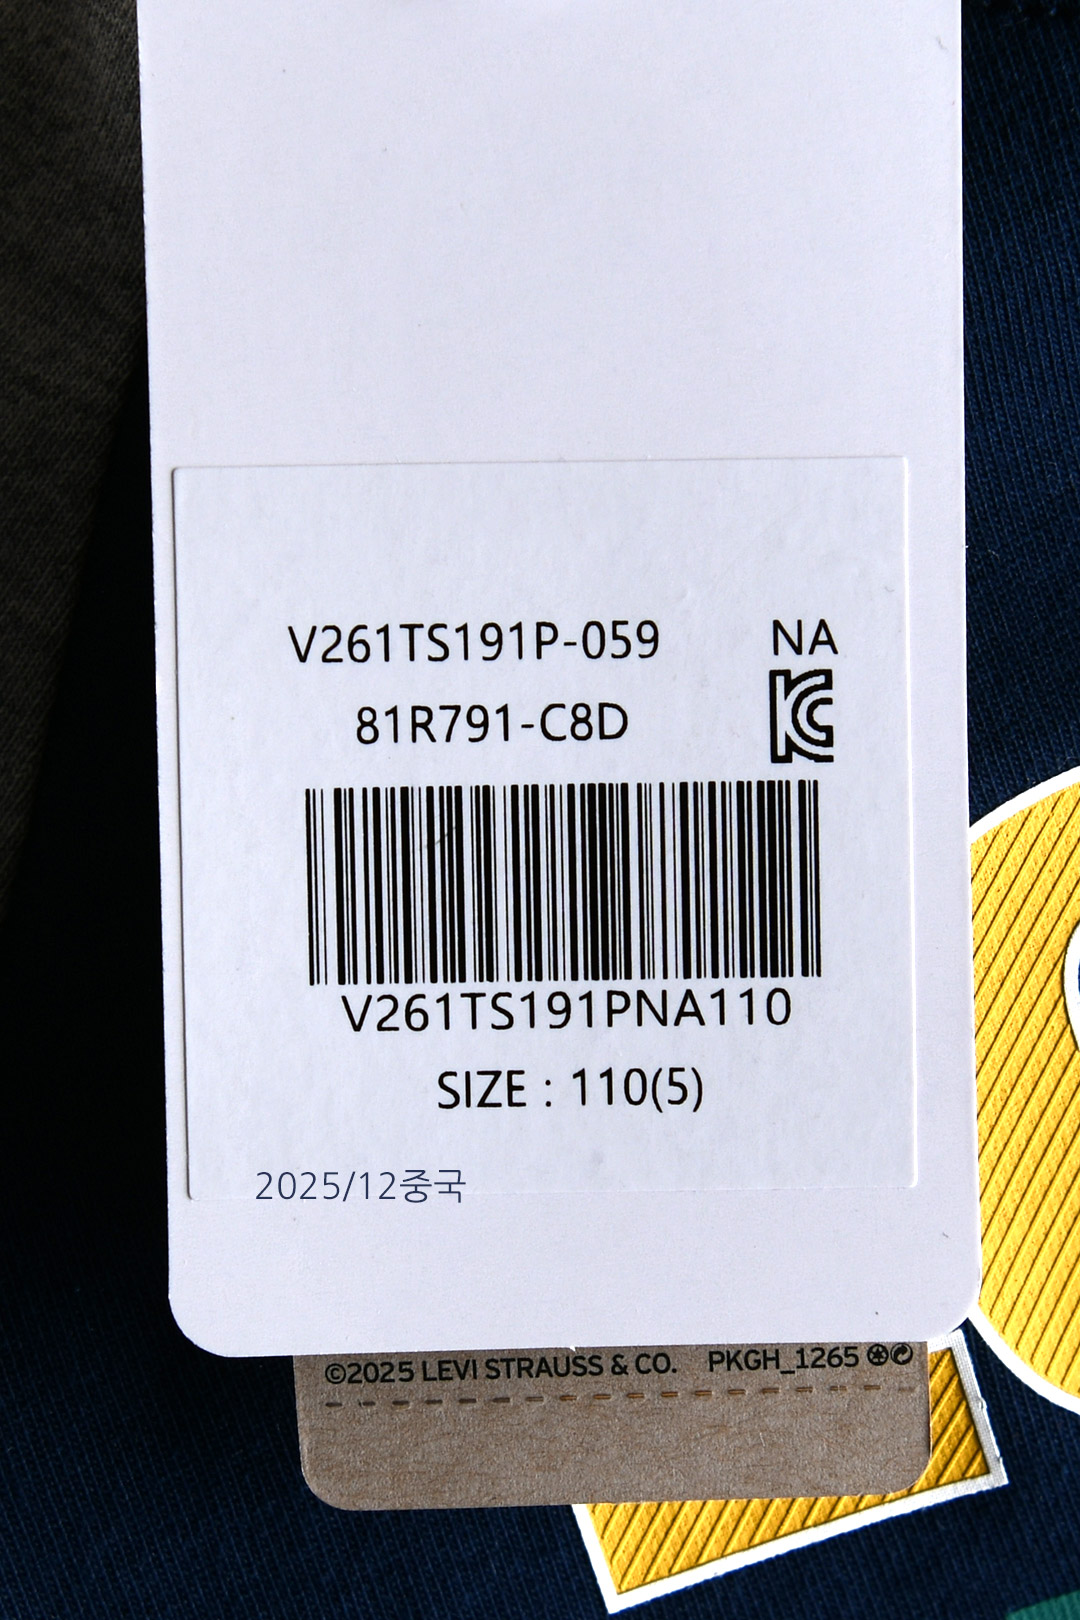 V261TS191P-059 NA
81R791-C8D
V261TS191PNA110
SIZE : 110(5)
2025/12중국
©2025 LEVI STRAUSS & CO. PKGH_1265